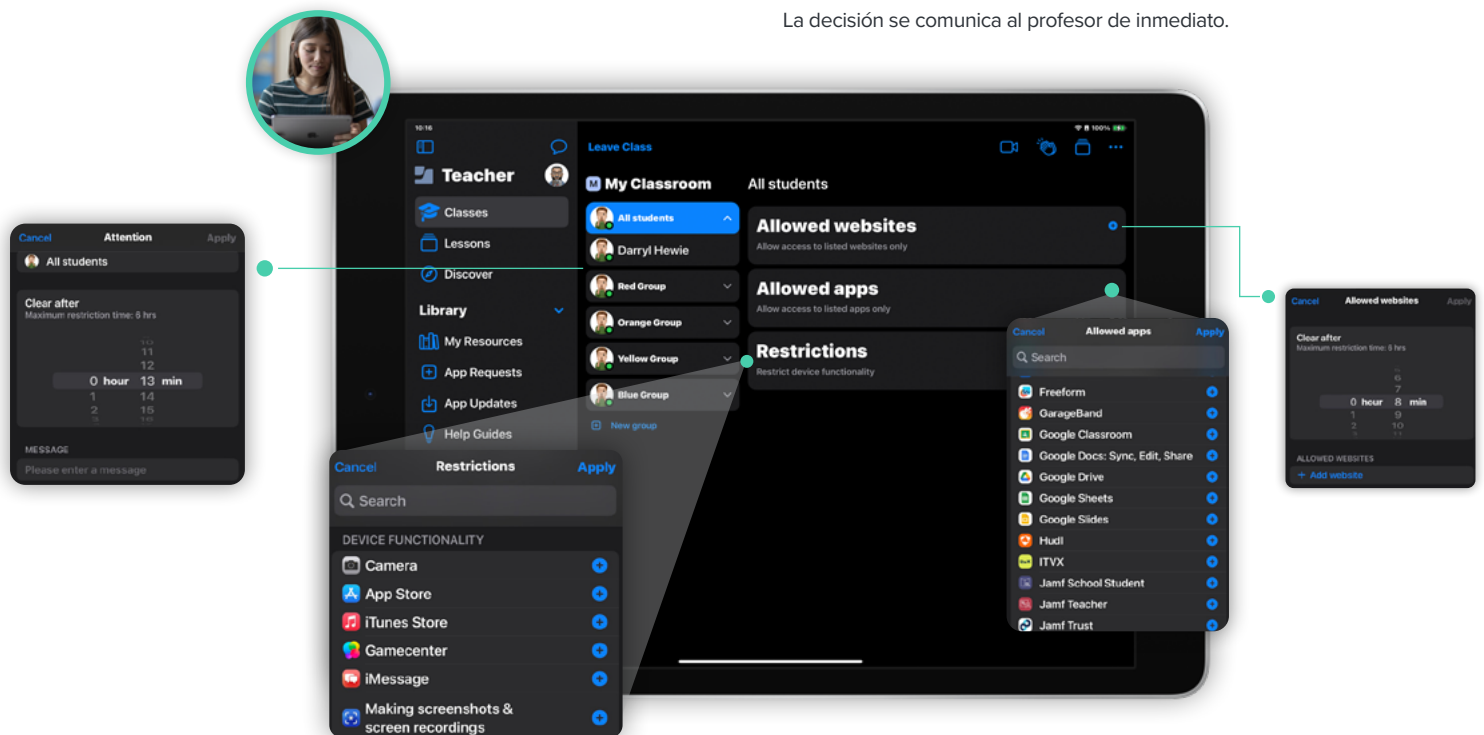 La decisión se comunica al profesor de inmediato.
10:16
100%
Teacher
Classes
Lessons
Discover
Library
My Resources
App Requests
App Updates
Help Guides
Leave Class
M My Classroom
All students
Darryl Hewie
Red Group
Orange Group
Yellow Group
Blue Group
New group
All students
Allowed websites
Allow access to listed websites only
Allowed apps
Allow access to listed apps only
Restrictions
Restrict device functionality
Cancel Attention Apply
All students
Clear after
Maximum restriction time: 6 hrs
10
11
12
0 hour 13 min
1 14
2 15
3 16
MESSAGE
Please enter a message
Cancel Restrictions Apply
Search
DEVICE FUNCTIONALITY
Camera
App Store
iTunes Store
Gamecenter
iMessage
Making screenshots &
screen recordings
Cancel Allowed apps Apply
Search
Freeform
GarageBand
Google Classroom
Google Docs: Sync, Edit, Share
Google Drive
Google Sheets
Google Slides
Hudl
ITVX
Jamf School Student
Jamf Teacher
Jamf Trust
Cancel Allowed websites Apply
Clear after
Maximum restriction time: 6 hrs
6
7
0 hour 8 min
1 9
2 10
3 11
ALLOWED WEBSITES
+ Add website